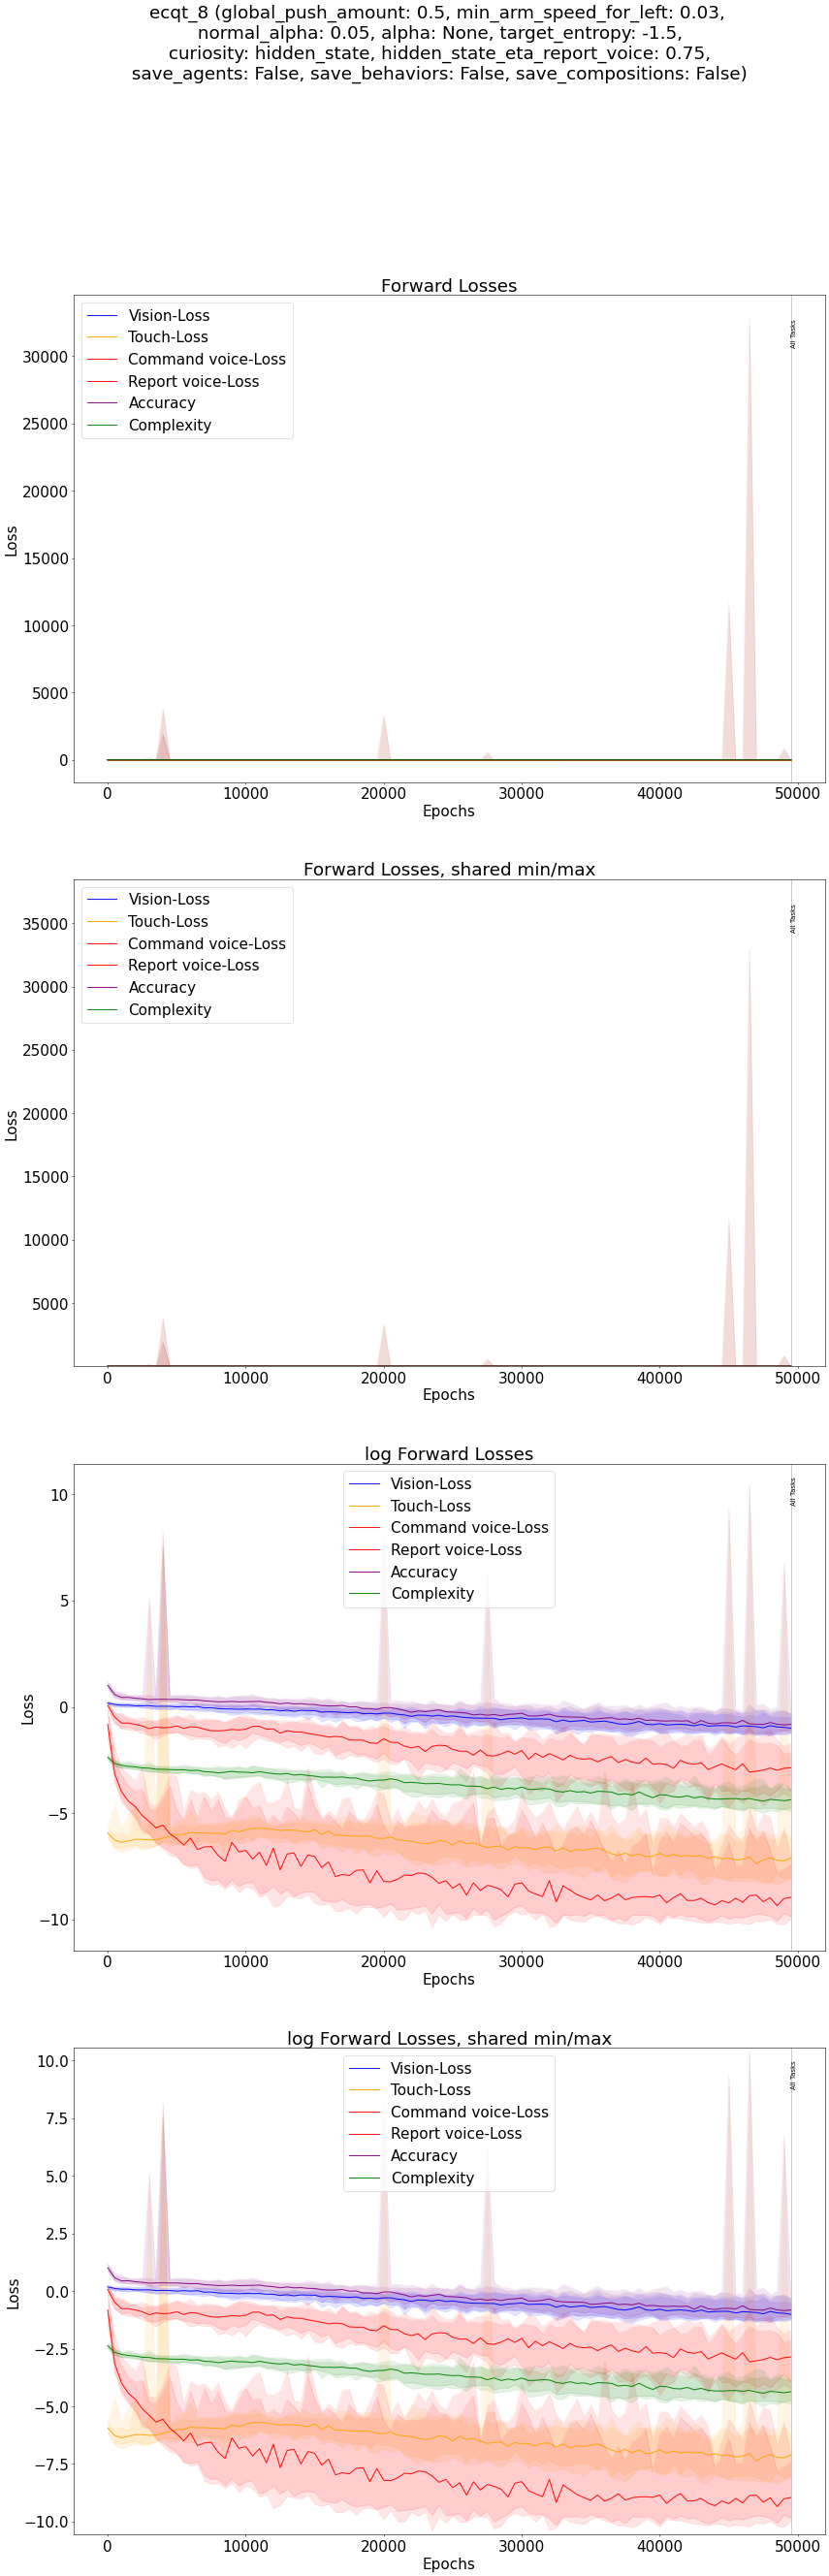 ecqt_8 (global_push_amount: 0.5, min_arm_speed_for_left: 0.03,
normal_alpha: 0.05, alpha: None, target_entropy: -1.5,
curiosity: hidden_state, hidden_state_eta_report_voice: 0.75,
save_agents: False, save_behaviors: False, save_compositions: False)
Forward Losses
Vision-Loss
Touch-Loss
Command voice-Loss
Report voice-Loss
Accuracy
Complexity
All Tasks
30000
25000
20000
15000
10000
5000
0
Loss
0 10000 20000 30000 40000 50000
Epochs
Forward Losses, shared min/max
Vision-Loss
Touch-Loss
Command voice-Loss
Report voice-Loss
Accuracy
Complexity
All Tasks
35000
30000
25000
20000
15000
10000
5000
Loss
0 10000 20000 30000 40000 50000
Epochs
log Forward Losses
Vision-Loss
Touch-Loss
Command voice-Loss
Report voice-Loss
Accuracy
Complexity
All Tasks
10
5
0
−5
−10
Loss
0 10000 20000 30000 40000 50000
Epochs
log Forward Losses, shared min/max
Vision-Loss
Touch-Loss
Command voice-Loss
Report voice-Loss
Accuracy
Complexity
All Tasks
10.0
7.5
5.0
2.5
0.0
−2.5
−5.0
−7.5
−10.0
Loss
0 10000 20000 30000 40000 50000
Epochs